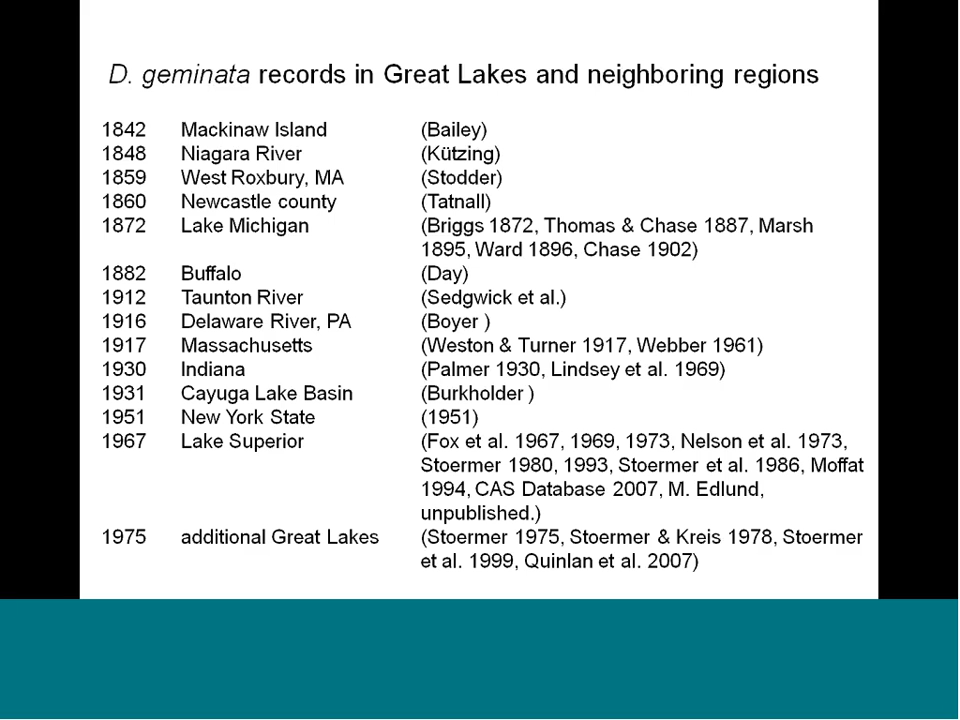 D. geminata records in Great Lakes and neighboring regions
1842 Mackinaw Island (Bailey)
1848 Niagara River (Kützing)
1859 West Roxbury, MA (Stodder)
1860 Newcastle county (Tatnall)
1872 Lake Michigan (Briggs 1872, Thomas & Chase 1887, Marsh
1895, Ward 1896, Chase 1902)
1882 Buffalo (Day)
1912 Taunton River (Sedgwick et al.)
1916 Delaware River, PA (Boyer )
1917 Massachusetts (Weston & Turner 1917, Webber 1961)
1930 Indiana (Palmer 1930, Lindsey et al. 1969)
1931 Cayuga Lake Basin (Burkholder )
1951 New York State (1951)
1967 Lake Superior (Fox et al. 1967, 1969, 1973, Nelson et al. 1973,
Stoermer 1980, 1993, Stoermer et al. 1986, Moffat
1994, CAS Database 2007, M. Edlund,
unpublished.)
1975 additional Great Lakes (Stoermer 1975, Stoermer & Kreis 1978, Stoermer
et al. 1999, Quinlan et al. 2007)